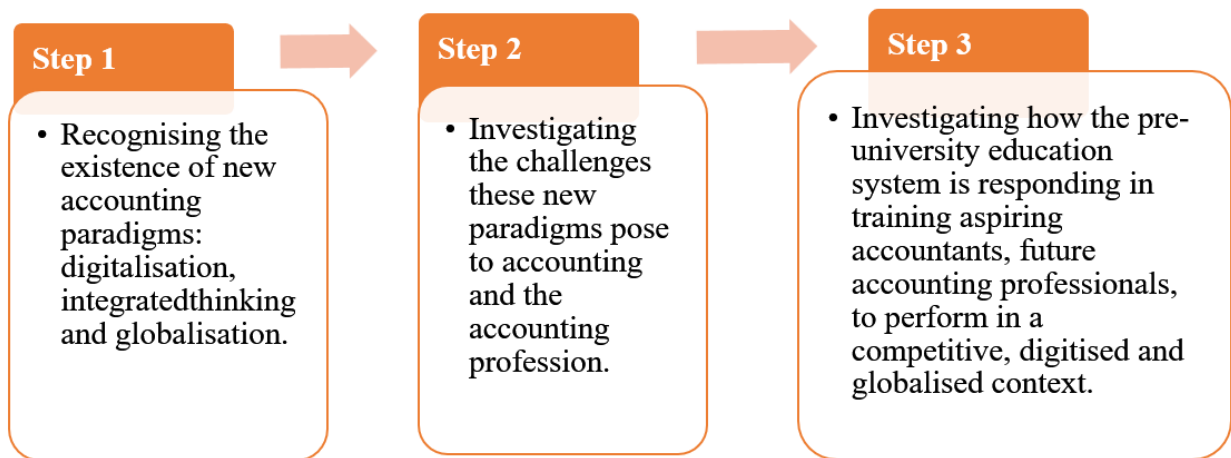 Step 1
• Recognising the
existence of new
accounting
paradigms:
digitalisation,
integratedthinking
and globalisation.
Step 2
• Investigating
the challenges
these new
paradigms pose
to accounting
and the
accounting
profession.
Step 3
• Investigating how the pre-
university education
system is responding in
training aspiring
accountants, future
accounting professionals,
to perform in a
competitive, digitised and
globalised context.